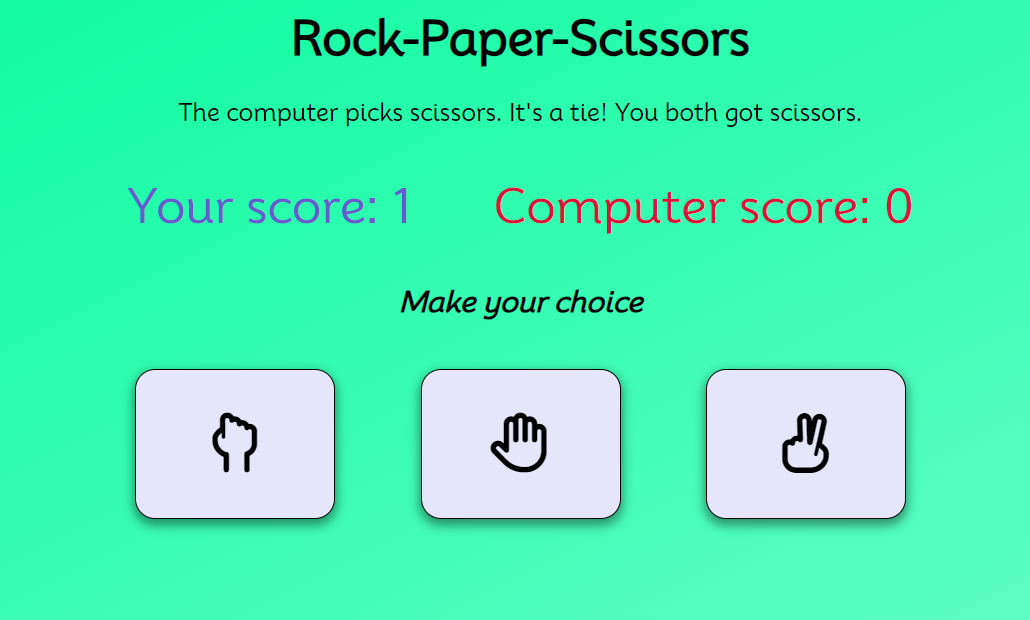 Rock-Paper-Scissors
The computer picks scissors. It's a tie! You both got scissors.
Your score: 1 Computer score: 0
Make your choice